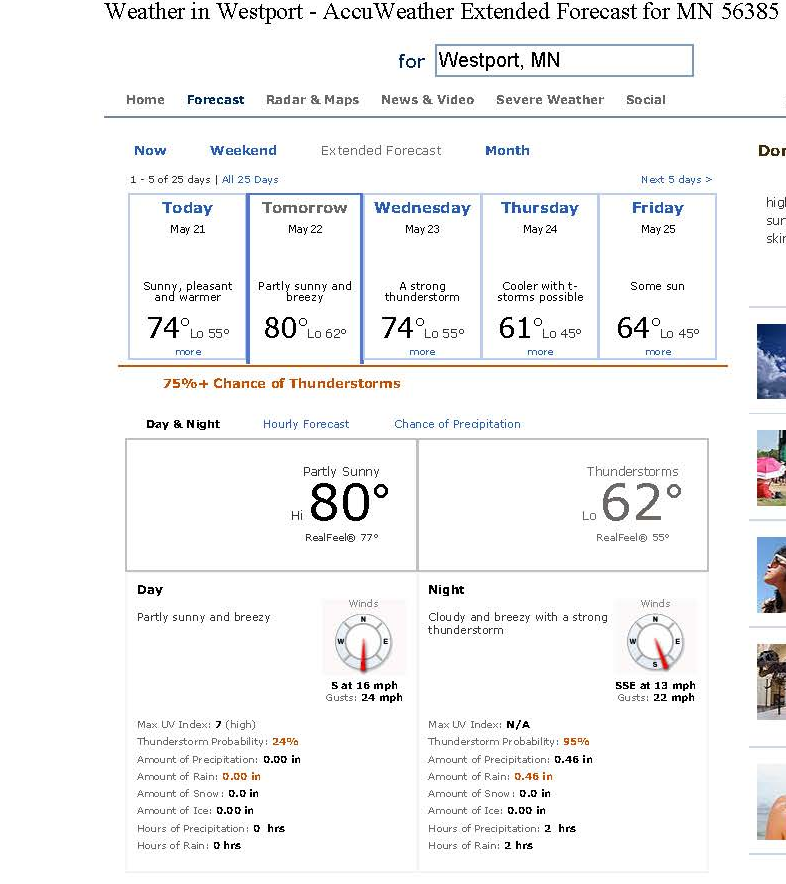 Weather in Westport - AccuWeather Extended Forecast for MN 56385
for Westport, MN
Home Forecast Radar & Maps News & Video Severe Weather Social
Now Weekend Extended Forecast Month
1 - 5 of 25 days | All 25 Days Next 5 days >
Today
May 21
Sunny, pleasant
and warmer
74° Lo 55°
more
Tomorrow
May 22
Partly sunny and
breezy
80° Lo 62°
Wednesday
May 23
A strong
thunderstorm
74° Lo 55°
more
Thursday
May 24
Cooler with t-
storms possible
61° Lo 45°
more
Friday
May 25
Some sun
64° Lo 45°
more
75%+ Chance of Thunderstorms
Day & Night Hourly Forecast Chance of Precipitation
Partly Sunny
Hi 80°
RealFeel® 77°
Thunderstorms
Lo 62°
RealFeel® 55°
Day
Partly sunny and breezy
Winds
N
W E
S at 16 mph
Gusts: 24 mph
Max UV Index: 7 (high)
Thunderstorm Probability: 24%
Amount of Precipitation: 0.00 in
Amount of Rain: 0.00 in
Amount of Snow: 0.0 in
Amount of Ice: 0.00 in
Hours of Precipitation: 0 hrs
Hours of Rain: 0 hrs
Night
Cloudy and breezy with a strong
thunderstorm
Winds
N
W E
S
SSE at 13 mph
Gusts: 22 mph
Max UV Index: N/A
Thunderstorm Probability: 95%
Amount of Precipitation: 0.46 in
Amount of Rain: 0.46 in
Amount of Snow: 0.0 in
Amount of Ice: 0.00 in
Hours of Precipitation: 2 hrs
Hours of Rain: 2 hrs